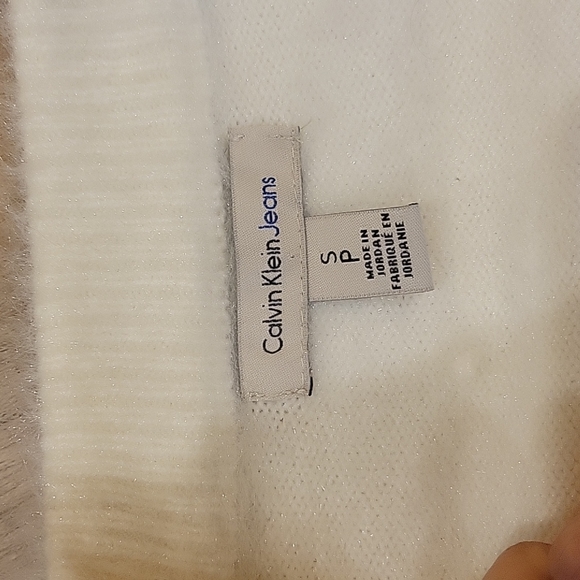 Calvin Klein Jeans
S
P
MADE IN
JORDAN
FABRIQUÉ EN
JORDANIE